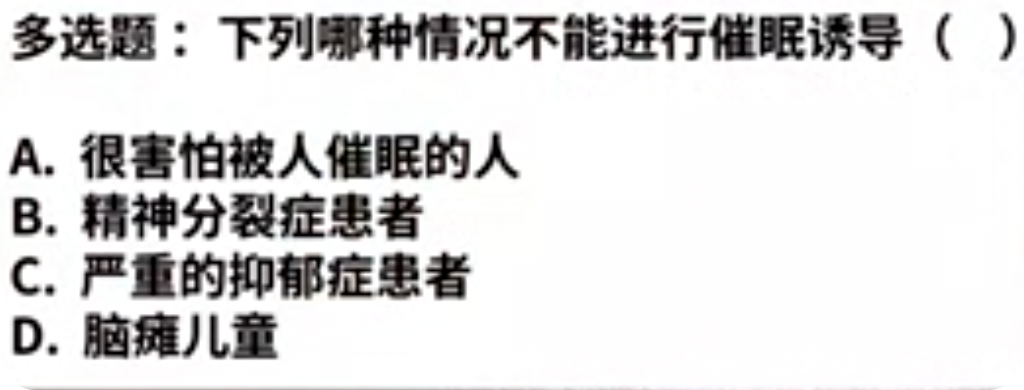 多选题：下列哪种情况不能进行催眠诱导（ ）
A. 很害怕被人催眠的人
B. 精神分裂症患者
C. 严重的抑郁症患者
D. 脑瘫儿童